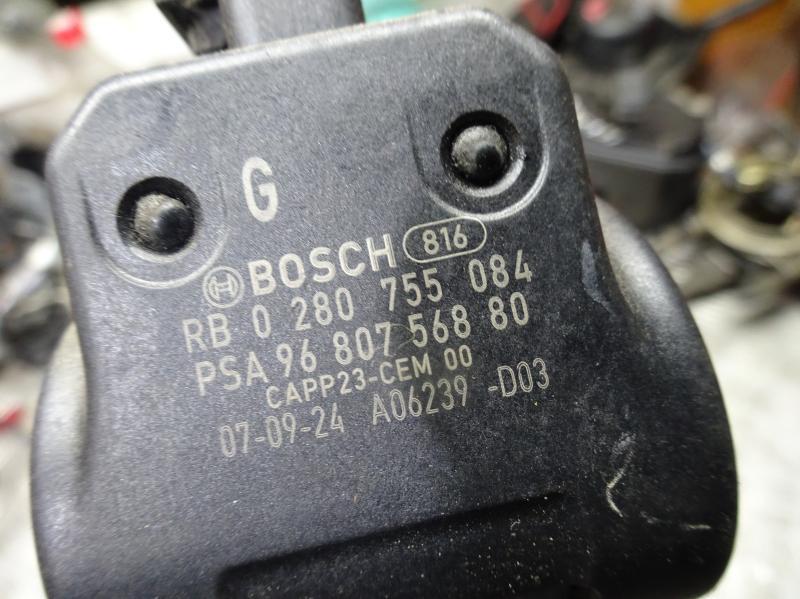 G
BOSCH 816
RB 0 280 755 084
PSA 96 807 568 80
CAPP23-CEM 00
07-09-24 A06239 -D03